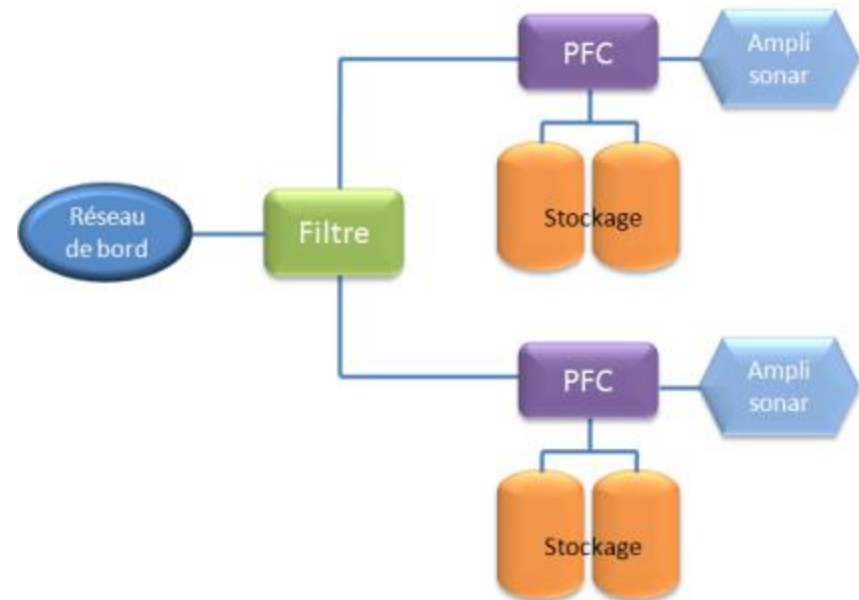 PFC
Ampli
sonar
Stockage
Réseau
de bord
Filtre
PFC
Ampli
sonar
Stockage